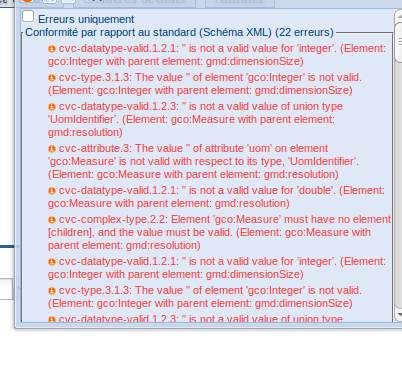 Erreurs uniquement
Conformité par rapport au standard (Schéma XML) (22 erreurs)
cvc-datatype-valid.1.2.1: '' is not a valid value for 'integer'. (Element:
gco:Integer with parent element: gmd:dimensionSize)
cvc-type.3.1.3: The value '' of element 'gco:Integer' is not valid.
(Element: gco:Integer with parent element: gmd:dimensionSize)
cvc-datatype-valid.1.2.3: '' is not a valid value of union type
'UomIdentifier'. (Element: gco:Measure with parent element:
gmd:resolution)
cvc-attribute.3: The value '' of attribute 'uom' on element
'gco:Measure' is not valid with respect to its type, 'UomIdentifier'.
(Element: gco:Measure with parent element: gmd:resolution)
cvc-datatype-valid.1.2.1: '' is not a valid value for 'double'. (Element:
gco:Measure with parent element: gmd:resolution)
cvc-complex-type.2.2: Element 'gco:Measure' must have no element
[children], and the value must be valid. (Element: gco:Measure with
parent element: gmd:resolution)
cvc-datatype-valid.1.2.1: '' is not a valid value for 'integer'. (Element:
gco:Integer with parent element: gmd:dimensionSize)
cvc-type.3.1.3: The value '' of element 'gco:Integer' is not valid.
(Element: gco:Integer with parent element: gmd:dimensionSize)
cvc-datatype-valid.1.2.3: '' is not a valid value of union type